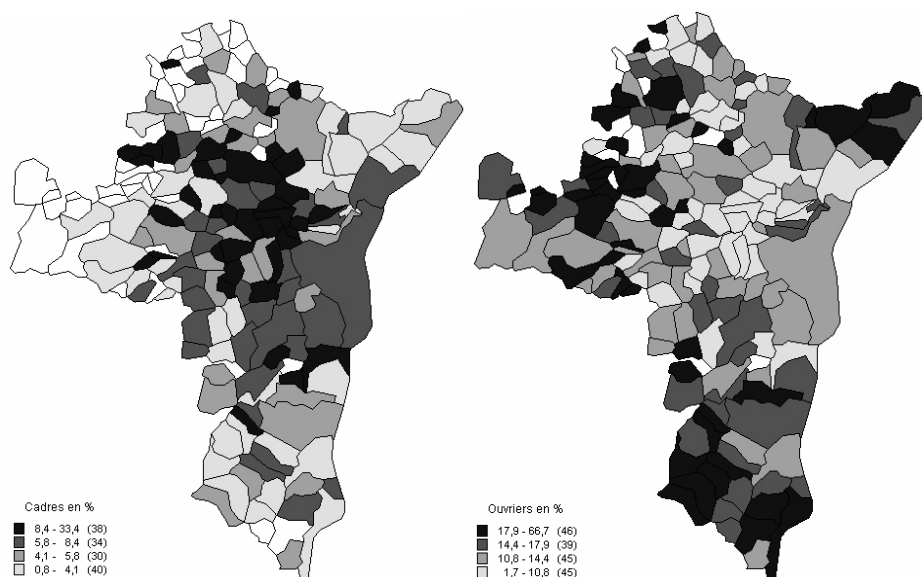 Cadres en %
8,4 - 33,4 (38)
5,8 - 8,4 (34)
4,1 - 5,8 (30)
0,8 - 4,1 (40)
Ouvriers en %
17,9 - 66,7 (46)
14,4 - 17,9 (39)
10,8 - 14,4 (45)
1,7 - 10,8 (45)